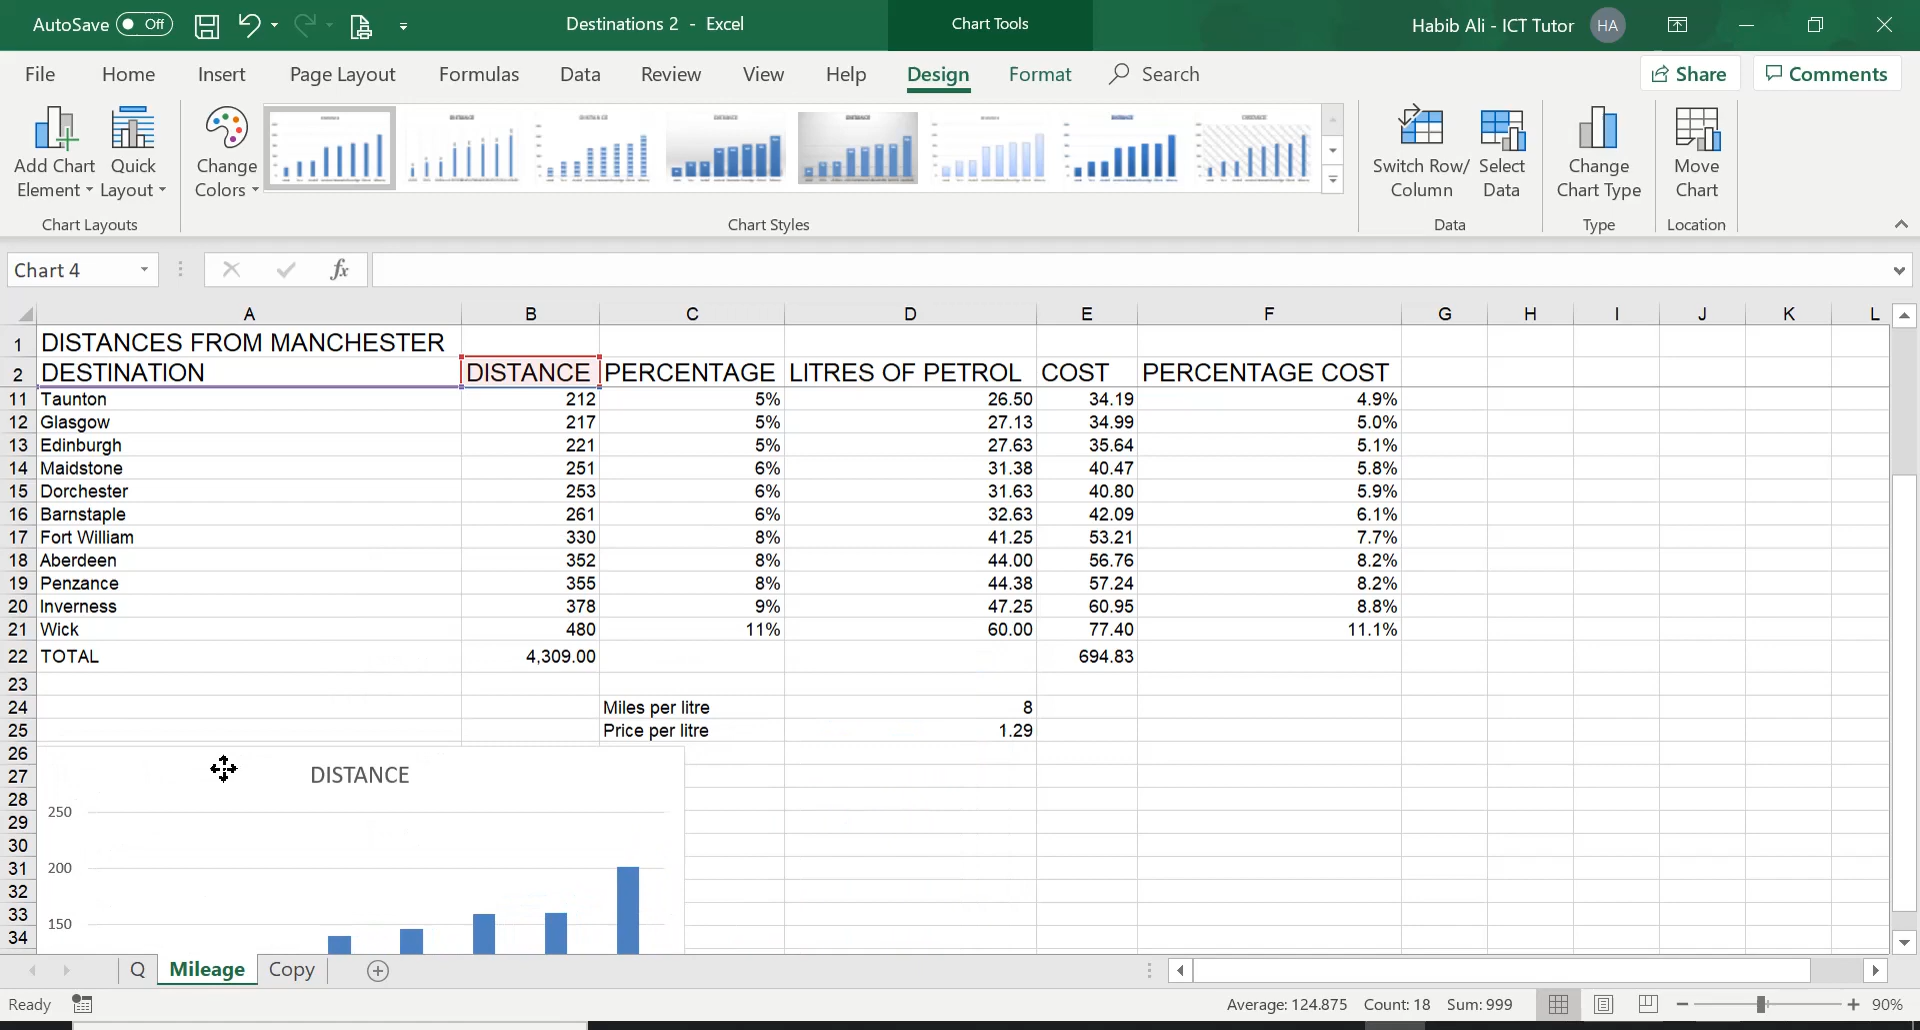 AutoSave Off Destinations 2 - Excel Chart Tools Habib Ali - ICT Tutor HA
File Home Insert Page Layout Formulas Data Review View Help Design Format Search Share Comments
Add Chart Element Quick Layout Change Colors Switch Row/ Column Select Data Change Chart Type Move Chart
Chart Layouts Chart Styles Data Type Location
Chart 4 fx
A B C D E F G H I J K L
1 DISTANCES FROM MANCHESTER
2 DESTINATION DISTANCE PERCENTAGE LITRES OF PETROL COST PERCENTAGE COST
11 Taunton 212 5% 26.50 34.19 4.9%
12 Glasgow 217 5% 27.13 34.99 5.0%
13 Edinburgh 221 5% 27.63 35.64 5.1%
14 Maidstone 251 6% 31.38 40.47 5.8%
15 Dorchester 253 6% 31.63 40.80 5.9%
16 Barnstaple 261 6% 32.63 42.09 6.1%
17 Fort William 330 8% 41.25 53.21 7.7%
18 Aberdeen 352 8% 44.00 56.76 8.2%
19 Penzance 355 8% 44.38 57.24 8.2%
20 Inverness 378 9% 47.25 60.95 8.8%
21 Wick 480 11% 60.00 77.40 11.1%
22 TOTAL 4,309.00 694.83
23
24 Miles per litre 8
25 Price per litre 1.29
26
27 DISTANCE
28
29 250
30
31 200
32
33
34 150
Q Mileage Copy
Ready Average: 124.875 Count: 18 Sum: 999 90%